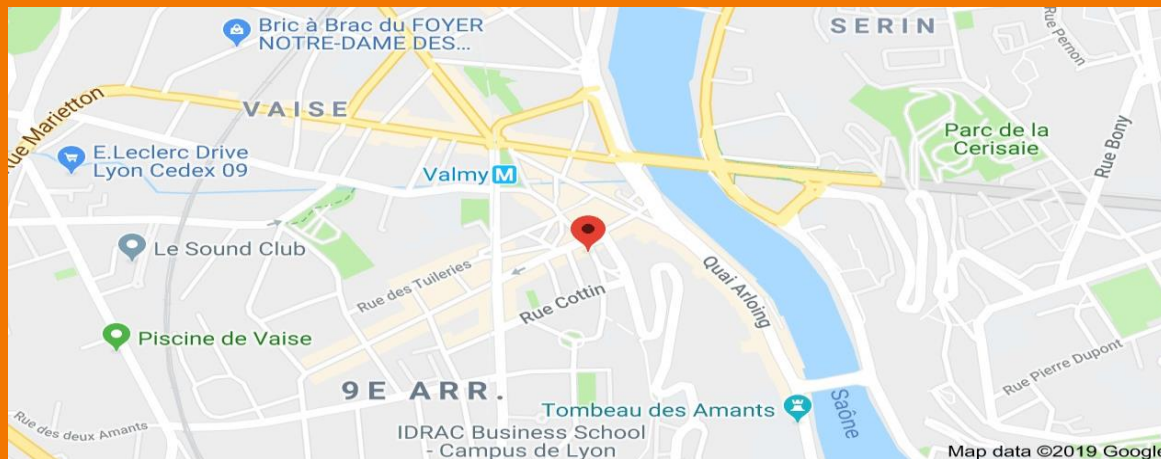 Bric à Brac du FOYER
NOTRE-DAME DES...
SERIN
Rue Pernon
Rue Marietton
VAISE
E.Leclerc Drive
Lyon Cedex 09
Valmy M
Parc de la
Cerisaie
Rue Bony
Le Sound Club
Rue des Tuileries
Quai Arloing
Rue Cottin
Piscine de Vaise
Rue Pierre Dupont
9E ARR.
Tombeau des Amants
Saône
Rue des deux Amants
IDRAC Business School
- Campus de Lyon
Map data ©2019 Google